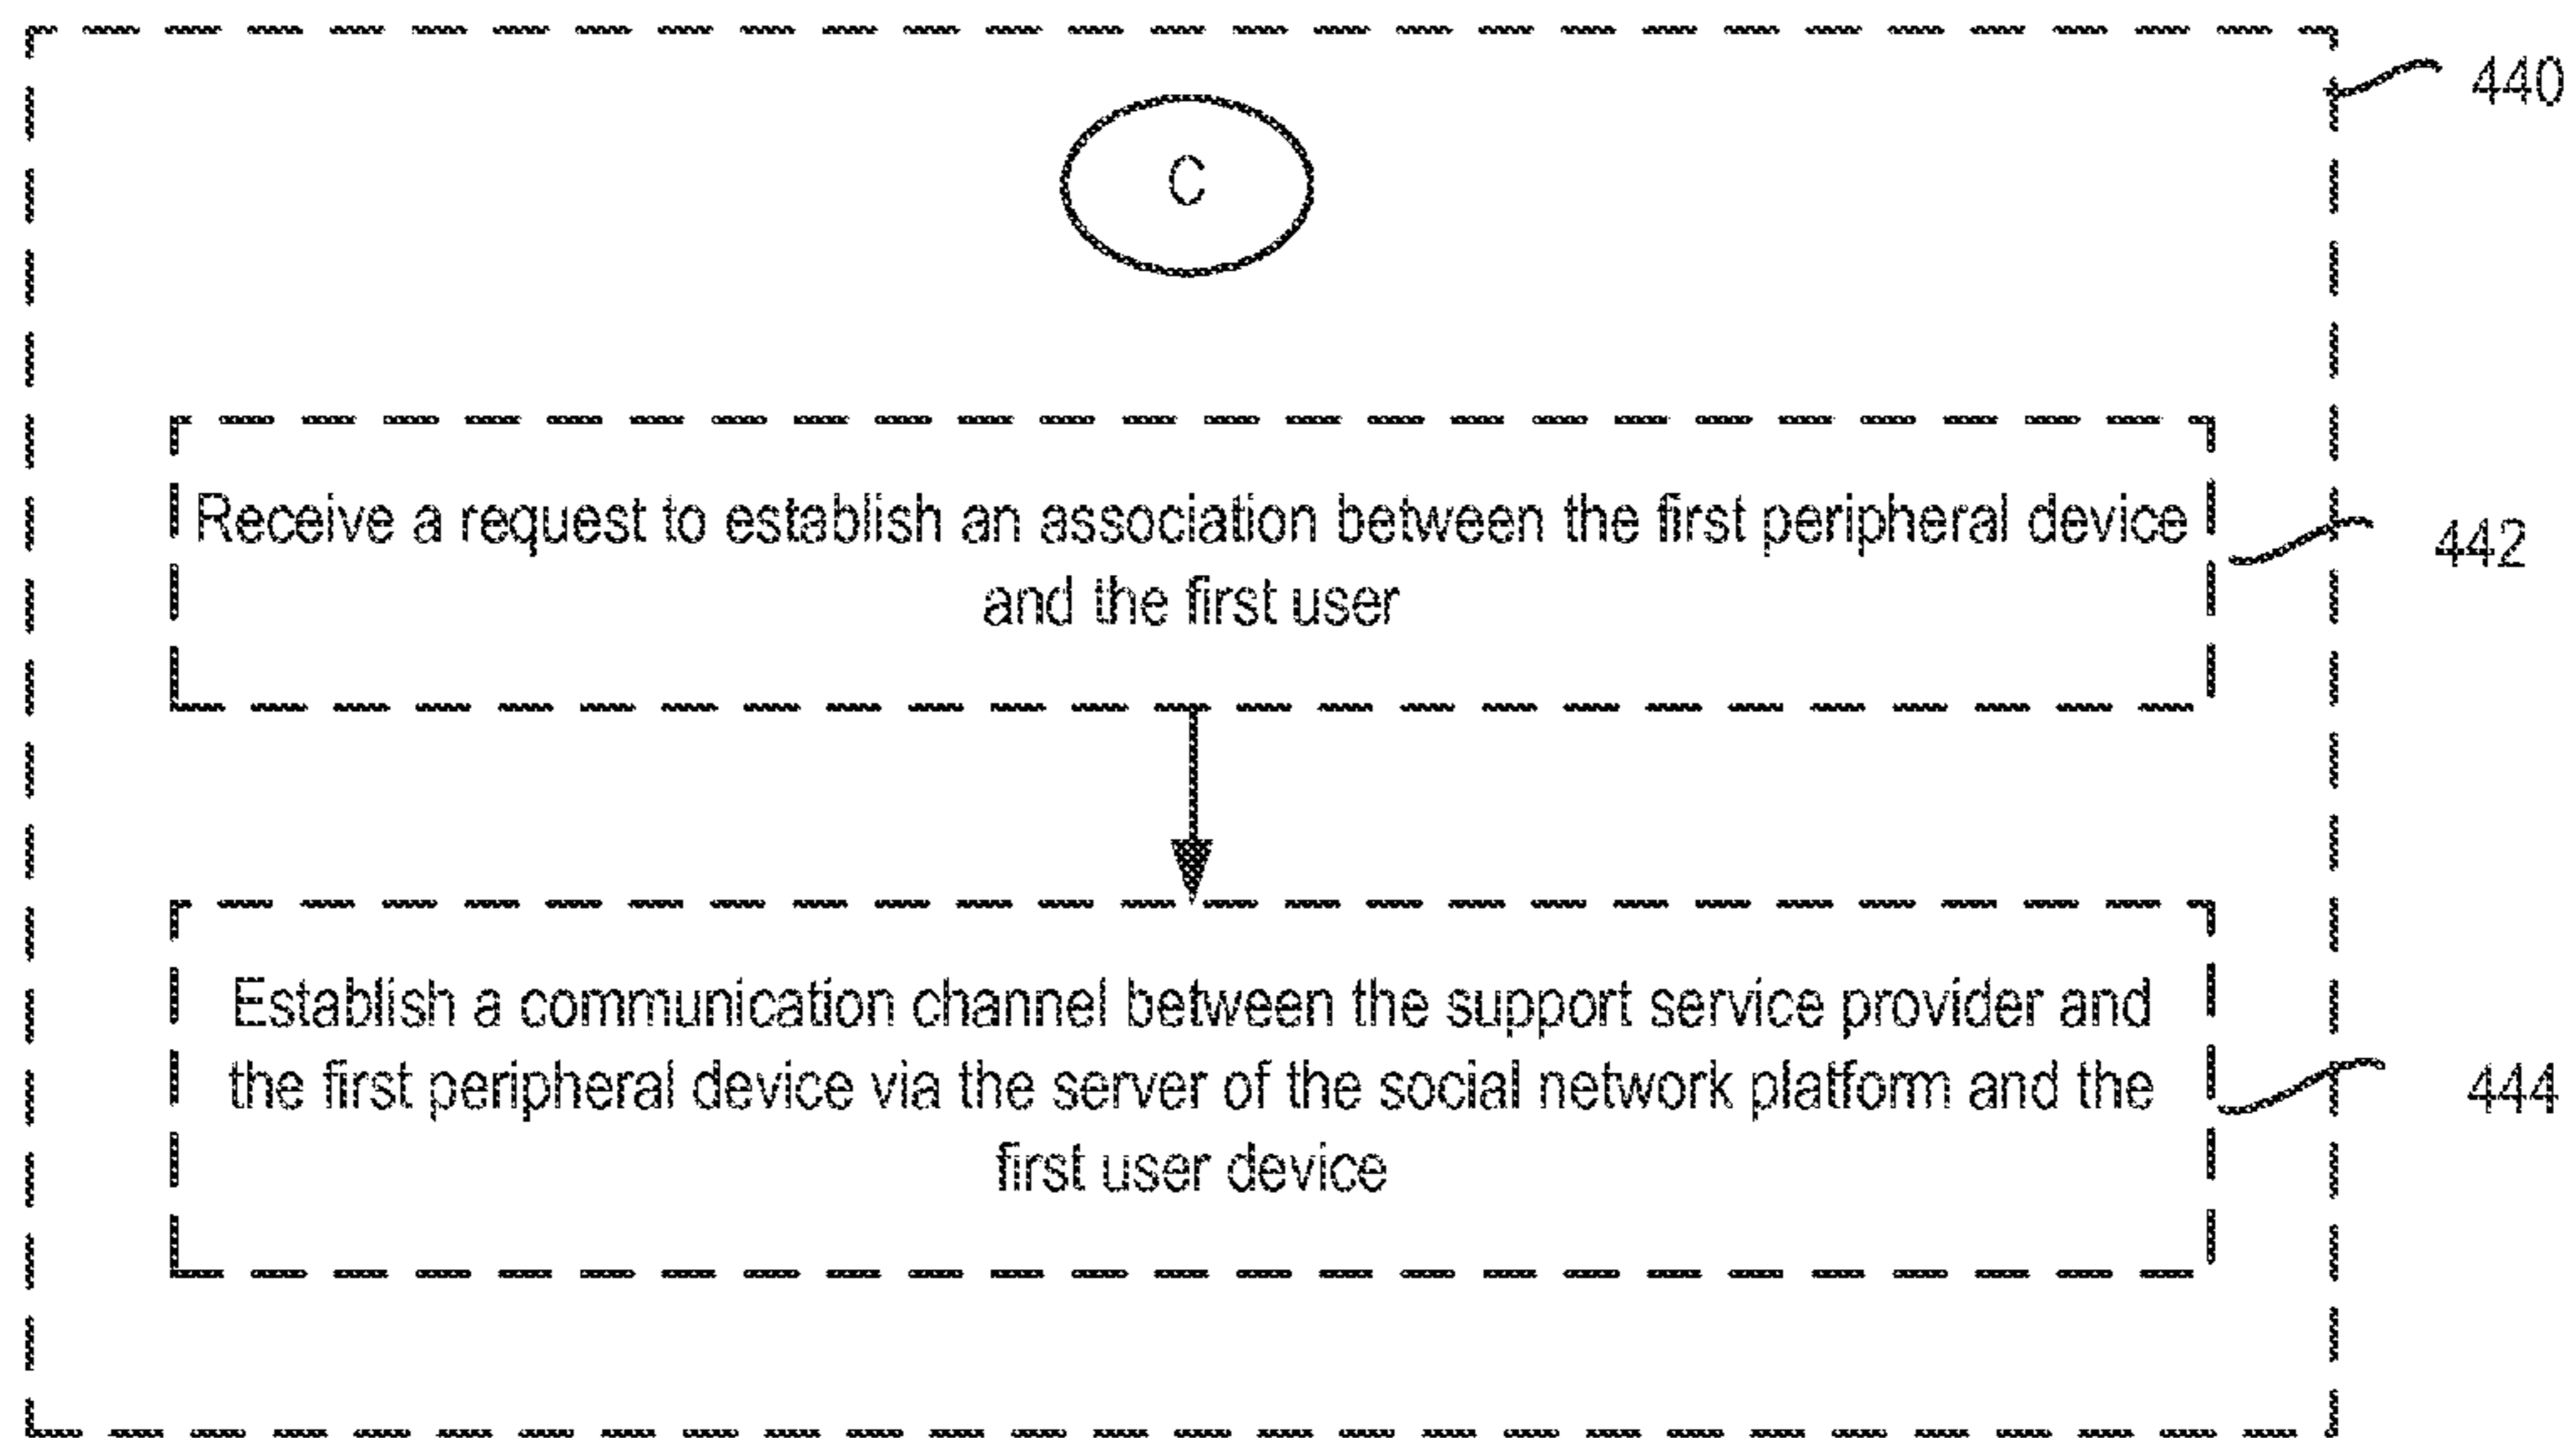 440
C
Receive a request to establish an association between the first peripheral device
and the first user
442
Establish a communication channel between the support service provider and
the first peripheral device via the server of the social network platform and the
first user device
444